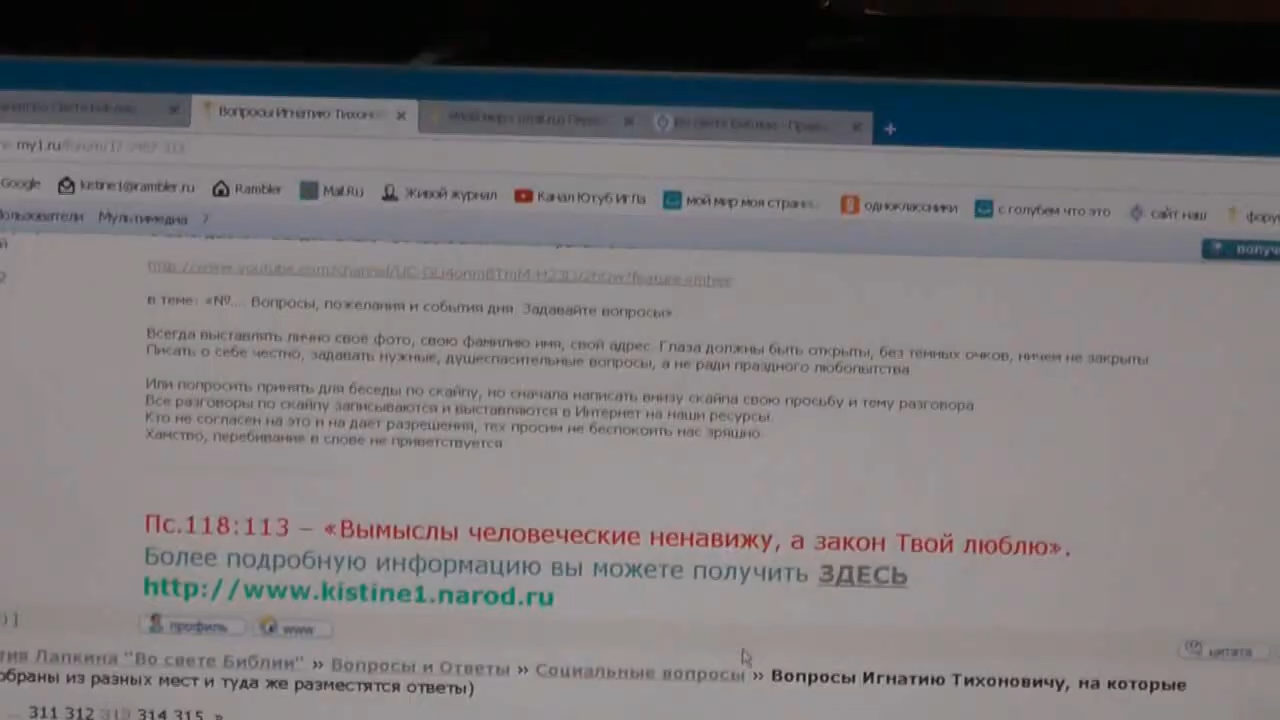 Вопросы Игнатию Тихон
my1.ru/forum/
Google kistine1@rambler.ru Rambler Mail.Ru Живой журнал Канал Ютуб ИгЛа мой мир моя страни одноклассники с голубем что это сайт наш фору
Мультимедиа
получ
в теме: «№... Вопросы, пожелания и события дня. Задавайте вопросы»
Всегда выставлять лично своё фото, свою фамилию имя, свой адрес. Глаза должны быть открыты, без тёмных очков, ничем не закрыты
Писать о себе честно, задавать нужные, душеспасительные вопросы, а не ради праздного любопытства
Или попросить принять для беседы по скайпу, но сначала написать внизу скайпа свою просьбу и тему разговора
Все разговоры по скайпу записываются и выставляются в Интернет на наши ресурсы.
Кто не согласен на это и на дает разрешения, тех просим не беспокоить нас зряшно.
Хамство, перебивание в слове не приветствуется
Пс.118:113 – «Вымыслы человеческие ненавижу, а закон Твой люблю».
Более подробную информацию вы можете получить ЗДЕСЬ
http://www.kistine1.narod.ru
профиль www
цитата
тия Лапкина "Во свете Библии" » Вопросы и Ответы » Социальные вопросы » Вопросы Игнатию Тихоновичу, на которые
обраны из разных мест и туда же разместятся ответы)
... 311 312 313 314 315 »